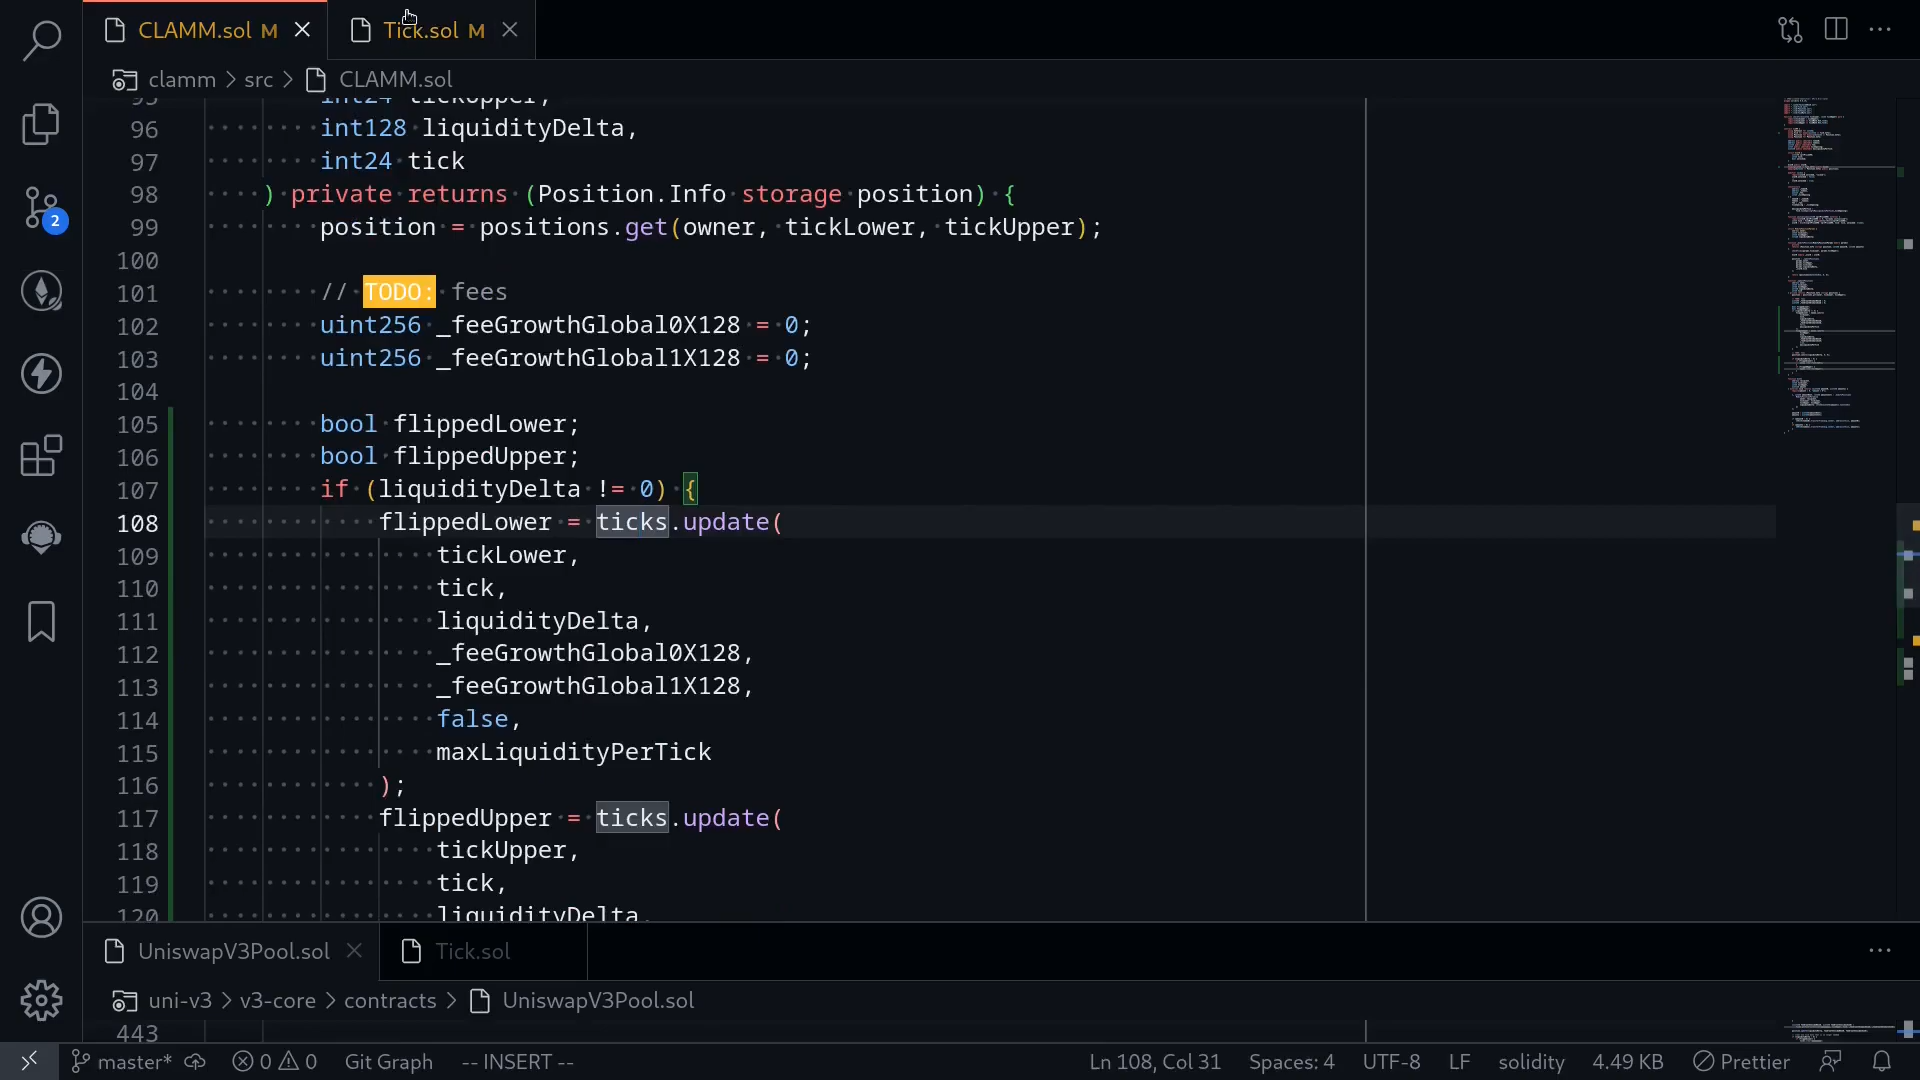 CLAMM.sol M Tick.sol M
clamm > src > CLAMM.sol
95 int24 tickUpper,
96 int128 liquidityDelta,
97 int24 tick
98 ) private returns (Position.Info storage position) {
99 position = positions.get(owner, tickLower, tickUpper);
100
101 // TODO: fees
102 uint256 _feeGrowthGlobal0X128 = 0;
103 uint256 _feeGrowthGlobal1X128 = 0;
104
105 bool flippedLower;
106 bool flippedUpper;
107 if (liquidityDelta != 0) {
108 flippedLower = ticks.update(
109 tickLower,
110 tick,
111 liquidityDelta,
112 _feeGrowthGlobal0X128,
113 _feeGrowthGlobal1X128,
114 false,
115 maxLiquidityPerTick
116 );
117 flippedUpper = ticks.update(
118 tickUpper,
119 tick,
120 liquidityDelta,
2
UniswapV3Pool.sol Tick.sol
uni-v3 > v3-core > contracts > UniswapV3Pool.sol
443
master* 0 0 Git Graph -- INSERT -- Ln 108, Col 31 Spaces: 4 UTF-8 LF solidity 4.49 KB Prettier